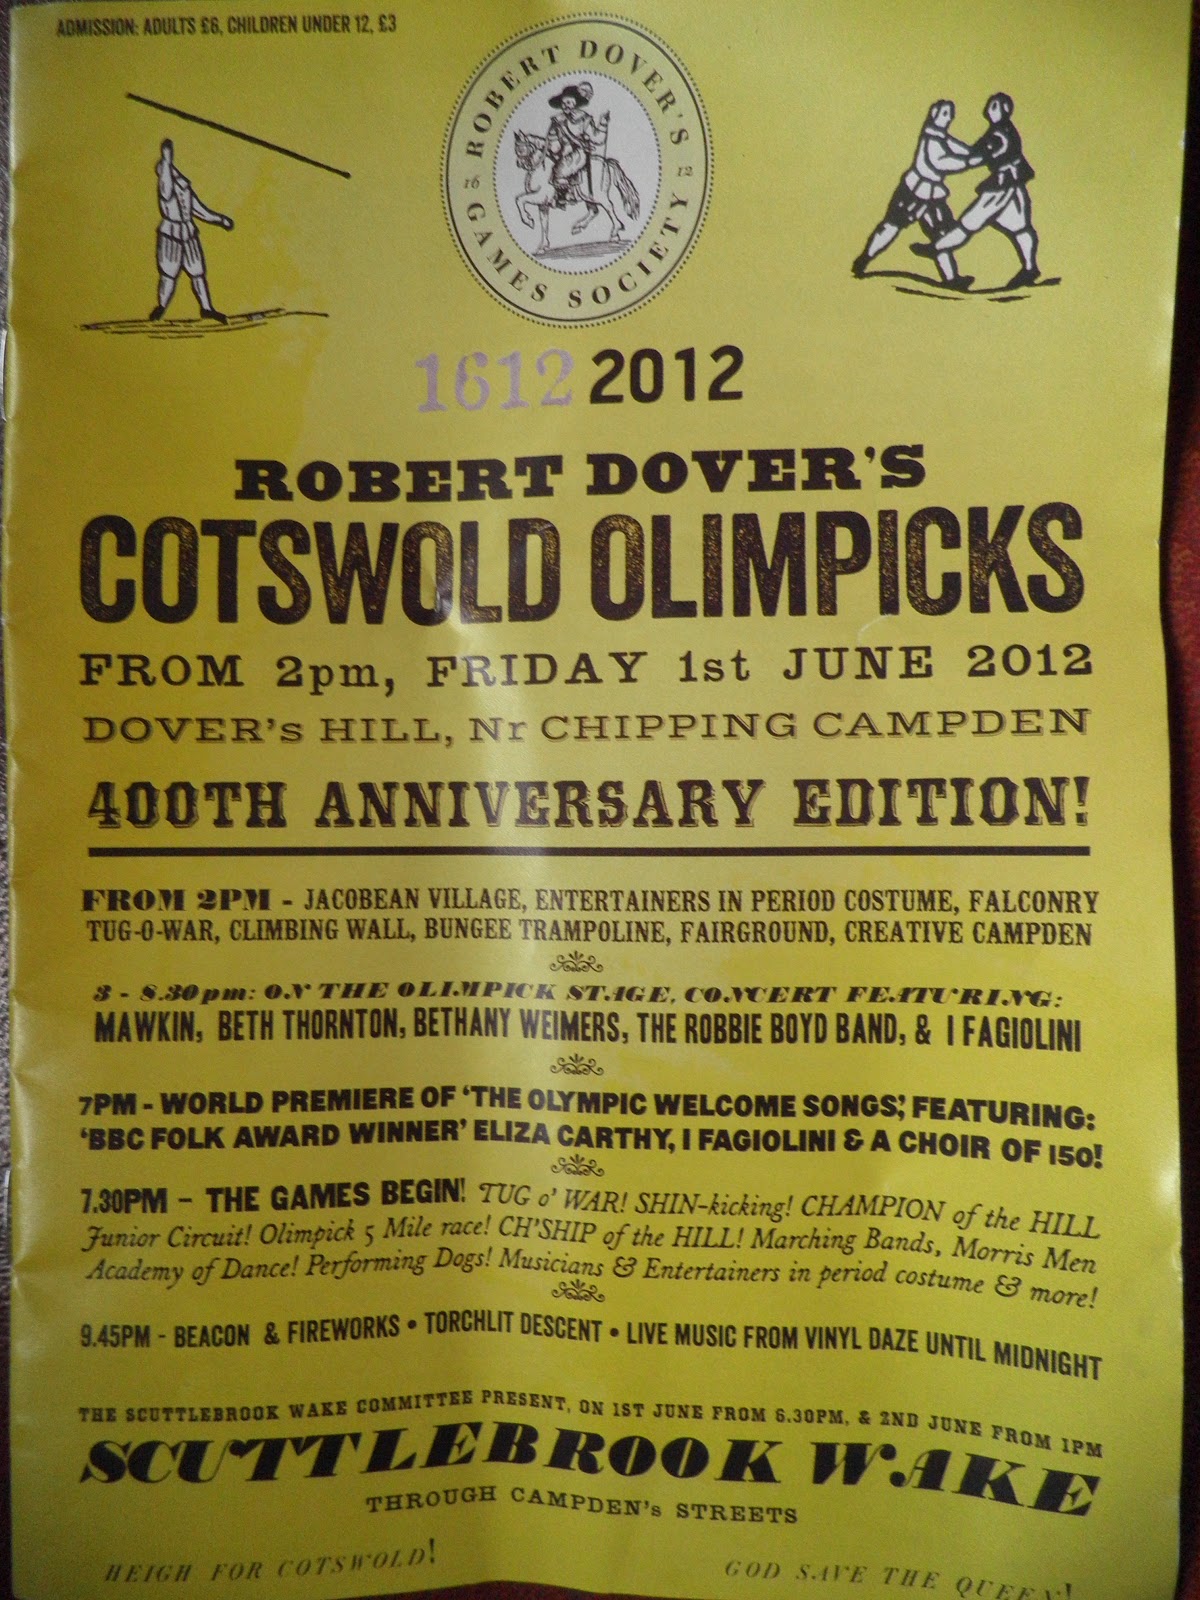 ADMISSION: ADULTS £6, CHILDREN UNDER 12, £3
ROBERT DOVER'S
16 12
GAMES SOCIETY
1612 2012
ROBERT DOVER'S
COTSWOLD OLIMPICKS
FROM 2pm, FRIDAY 1st JUNE 2012
DOVER's HILL, Nr CHIPPING CAMPDEN
400TH ANNIVERSARY EDITION!
FROM 2PM - JACOBEAN VILLAGE, ENTERTAINERS IN PERIOD COSTUME, FALCONRY
TUG-O-WAR, CLIMBING WALL, BUNGEE TRAMPOLINE, FAIRGROUND, CREATIVE CAMPDEN
3 - 8.30pm: ON THE OLIMPICK STAGE, CONCERT FEATURING:
MAWKIN, BETH THORNTON, BETHANY WEIMERS, THE ROBBIE BOYD BAND, & I FAGIOLINI
7PM - WORLD PREMIERE OF 'THE OLYMPIC WELCOME SONGS', FEATURING:
'BBC FOLK AWARD WINNER' ELIZA CARTHY, I FAGIOLINI & A CHOIR OF 150!
7.30PM - THE GAMES BEGIN! TUG o' WAR! SHIN-kicking! CHAMPION of the HILL
Junior Circuit! Olimpick 5 Mile race! CH'SHIP of the HILL! Marching Bands, Morris Men
Academy of Dance! Performing Dogs! Musicians & Entertainers in period costume & more!
9.45PM - BEACON & FIREWORKS • TORCHLIT DESCENT • LIVE MUSIC FROM VINYL DAZE UNTIL MIDNIGHT
THE SCUTTLEBROOK WAKE COMMITTEE PRESENT, ON 1ST JUNE FROM 6.30PM, & 2ND JUNE FROM 1PM
SCUTTLEBROOK WAKE
THROUGH CAMPDEN's STREETS
HEIGH FOR COTSWOLD!
GOD SAVE THE QUEEN!